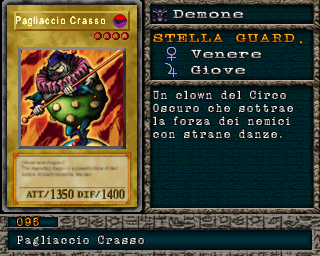 Pagliaccio Crasso
ATT/1350 DIF/1400
Demone
STELLA GUARD.
♀ Venere
♃ Giove
Un clown del Circo
Oscuro che sottrae
la forza dei nemici
con strane danze.
095
Pagliaccio Crasso